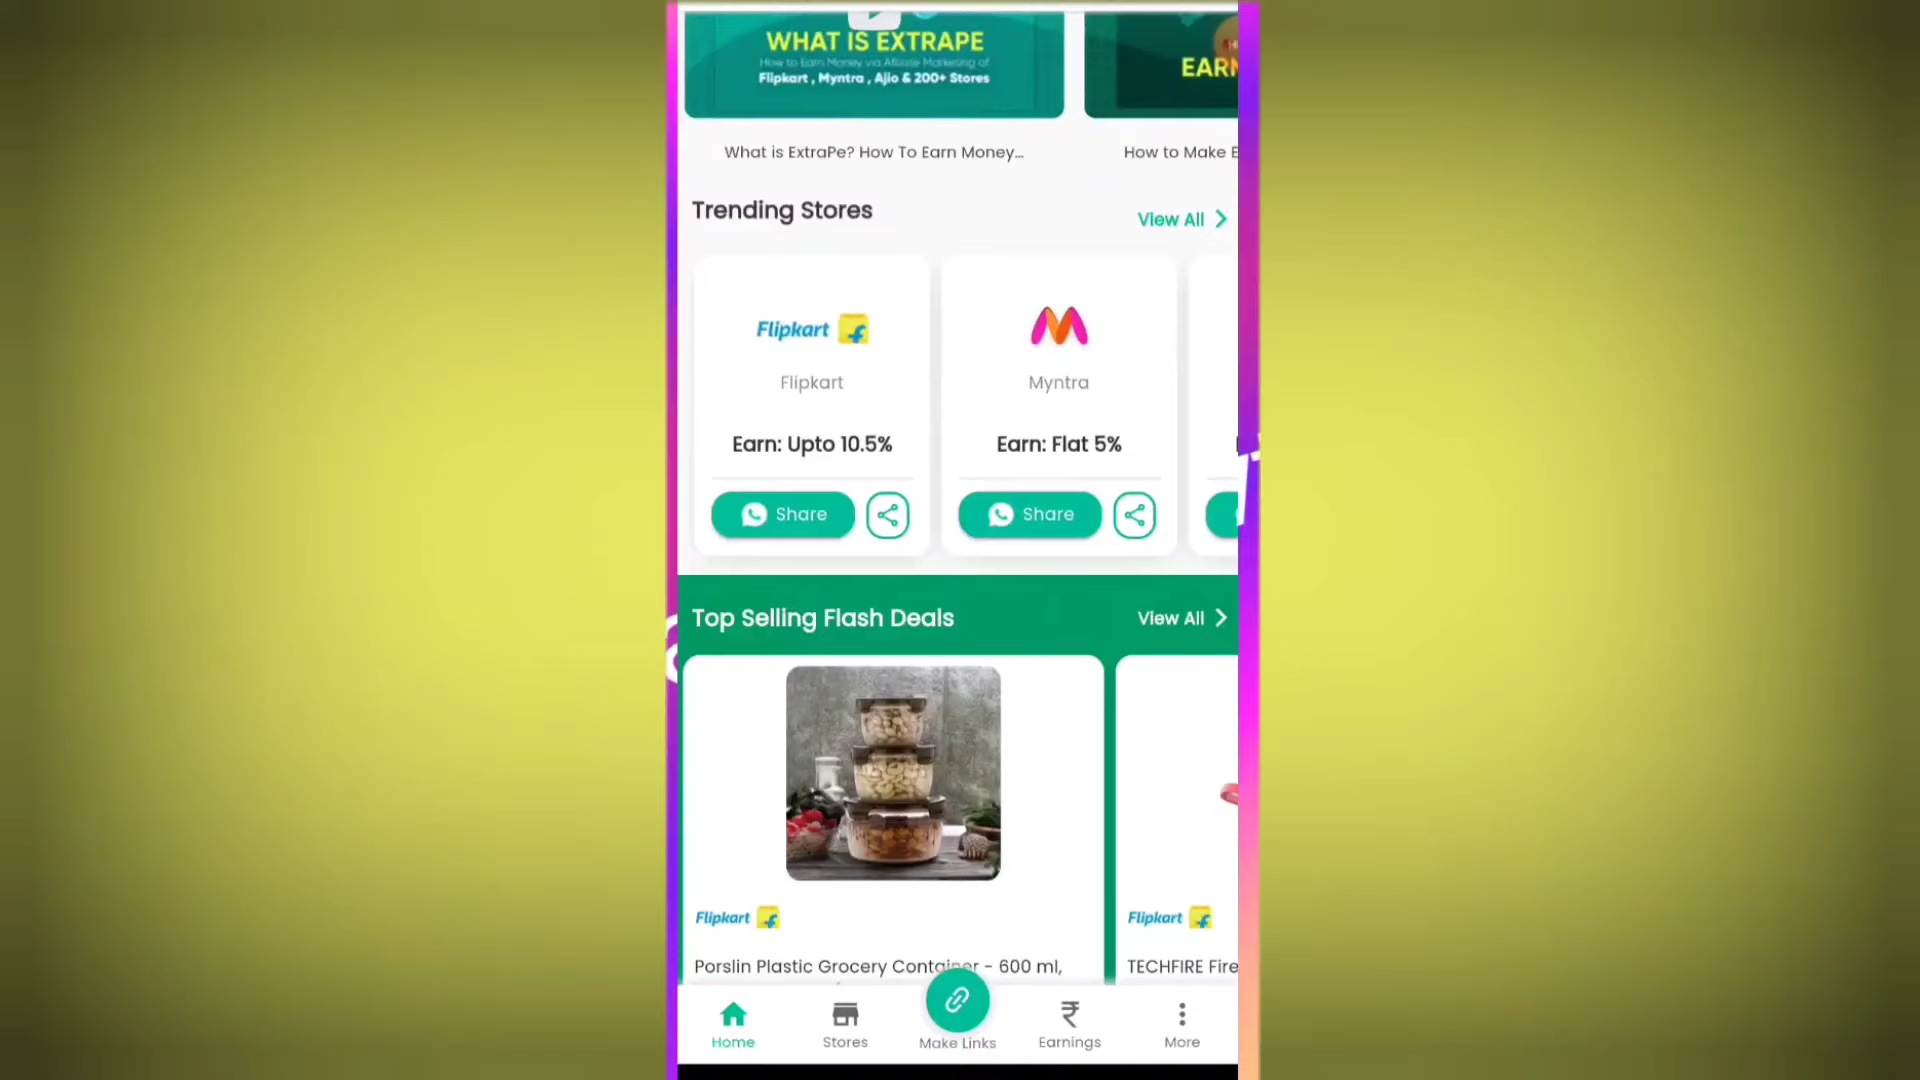 WHAT IS EXTRAPE
How to Earn Money via Affiliate Marketing of
Flipkart , Myntra , Ajio & 200+ Stores
EARN
What is ExtraPe? How To Earn Money...
How to Make E
Trending Stores
View All
Flipkart
Flipkart
Earn: Upto 10.5%
Share
Myntra
Earn: Flat 5%
Share
Top Selling Flash Deals
View All
Flipkart
Porslin Plastic Grocery Container - 600 ml,
Flipkart
TECHFIRE Fire
Home
Stores
Make Links
Earnings
More